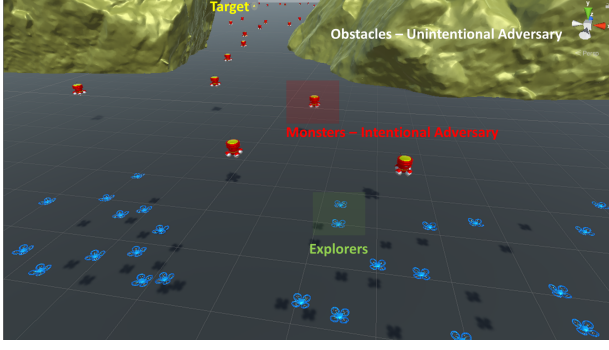 Target
Obstacles – Unintentional Adversary
Monsters – Intentional Adversary
Explorers